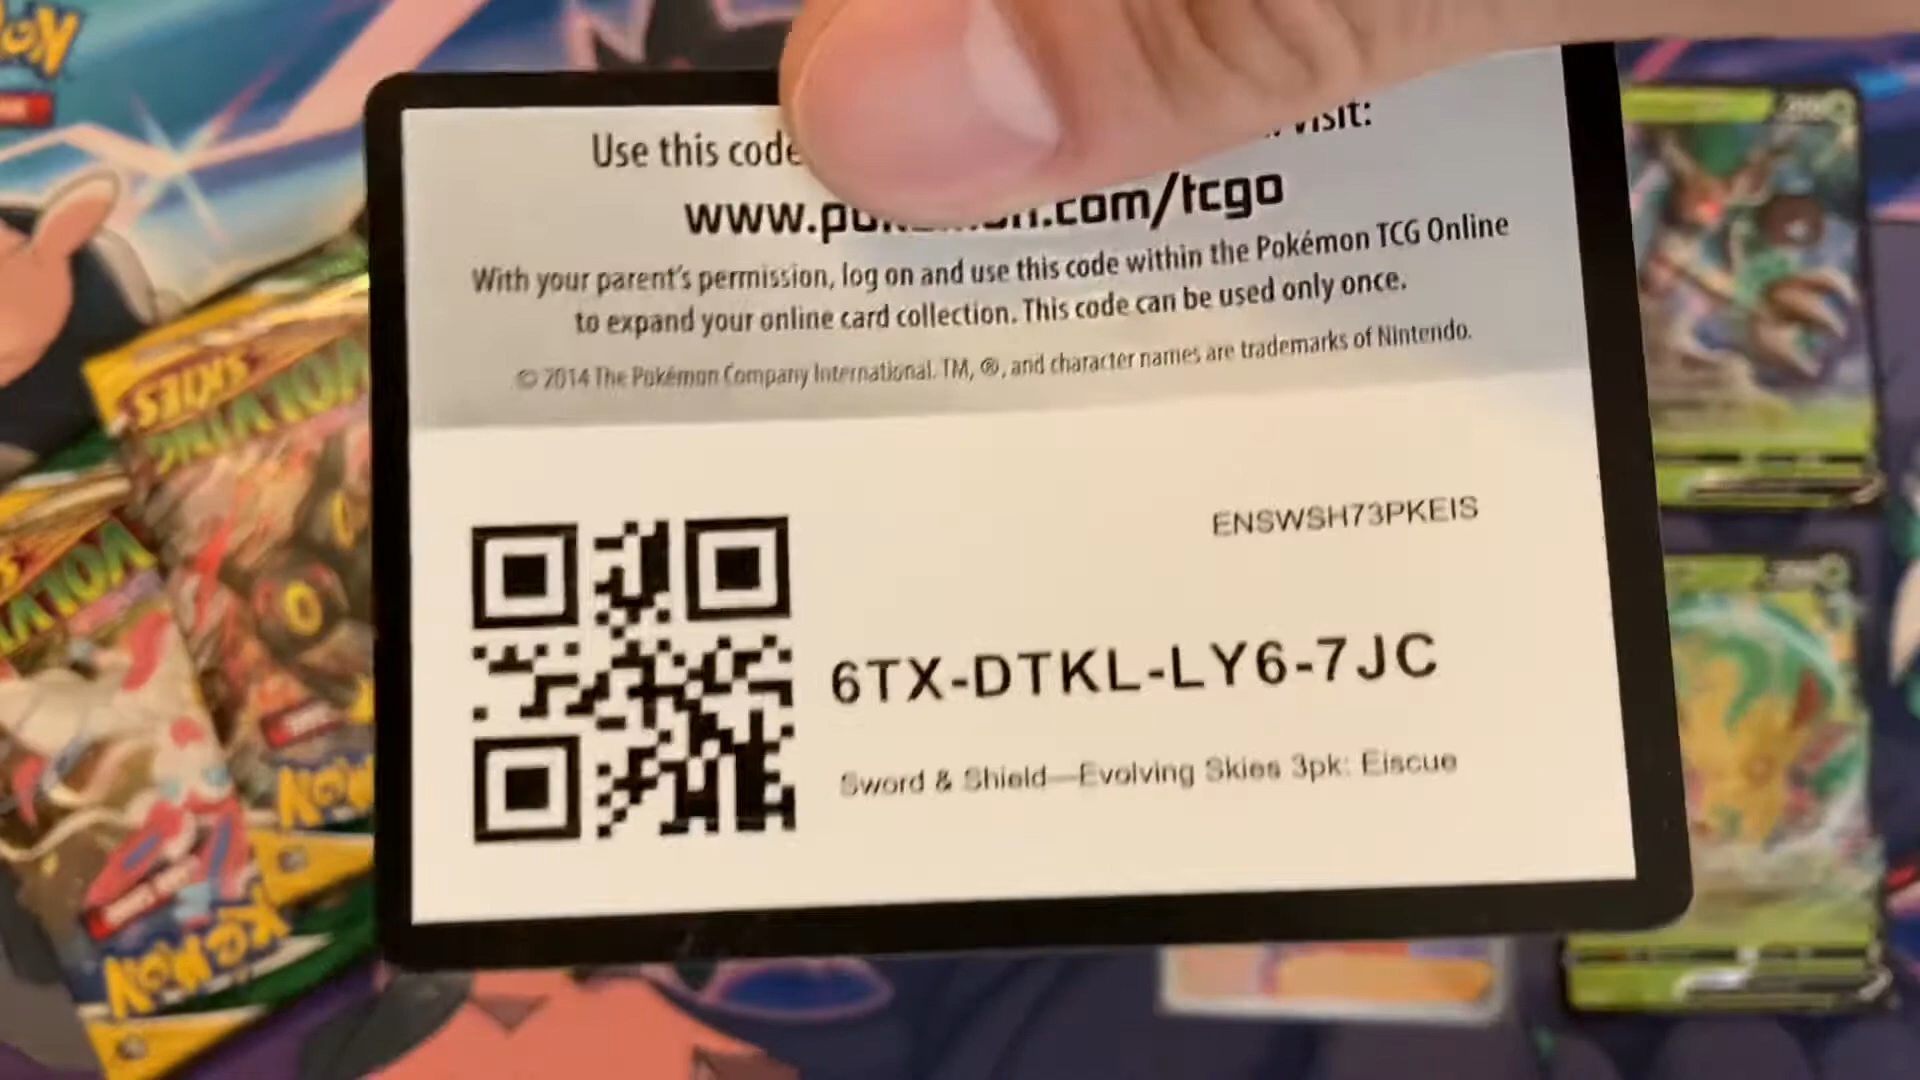 Use this code
visit:
www.pokemon.com/tcgo
With your parent's permission, log on and use this code within the Pokémon TCG Online
to expand your online card collection. This code can be used only once.
© 2014 The Pokémon Company International. TM, ®, and character names are trademarks of Nintendo.
ENSWSH73PKEIS
6TX-DTKL-LY6-7JC
Sword & Shield—Evolving Skies 3pk: Eiscue
SKIES